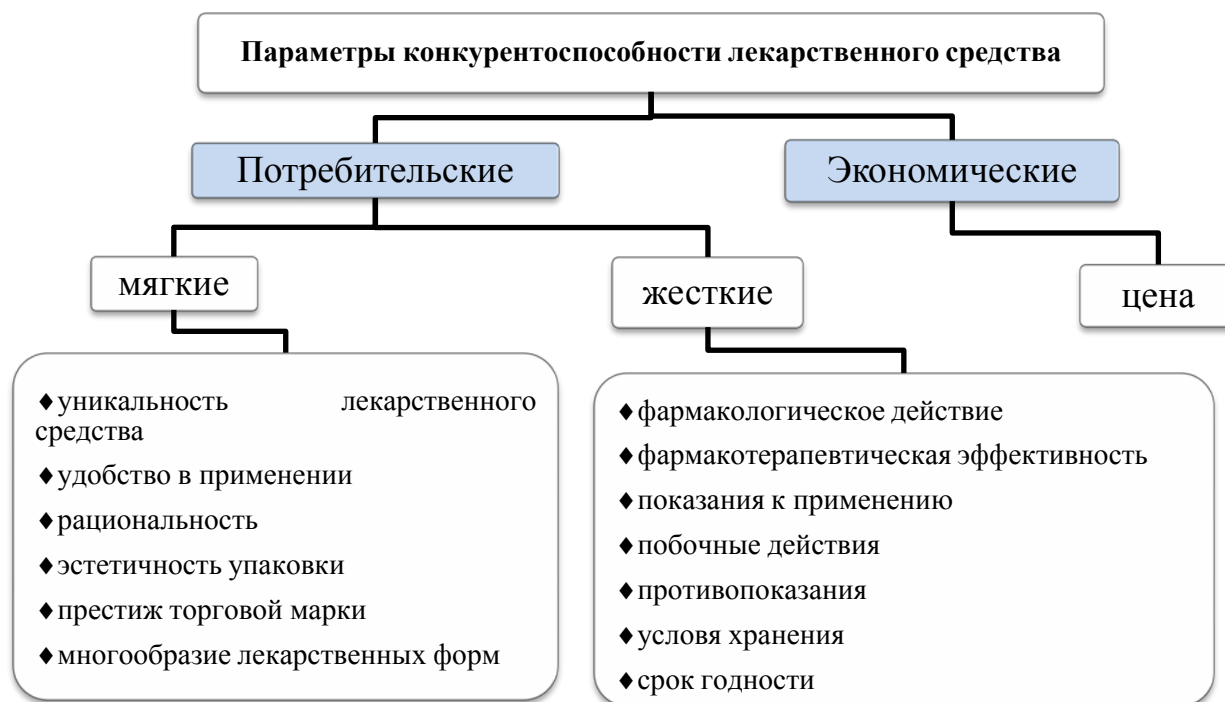 Параметры конкурентоспособности лекарственного средства
Потребительские
Экономические
мягкие
жесткие
цена
♦уникальность лекарственного
средства
♦удобство в применении
♦рациональность
♦эстетичность упаковки
♦престиж торговой марки
♦многообразие лекарственных форм
♦фармакологическое действие
♦фармакотерапевтическая эффективность
♦показания к применению
♦побочные действия
♦противопоказания
♦условя хранения
♦срок годности